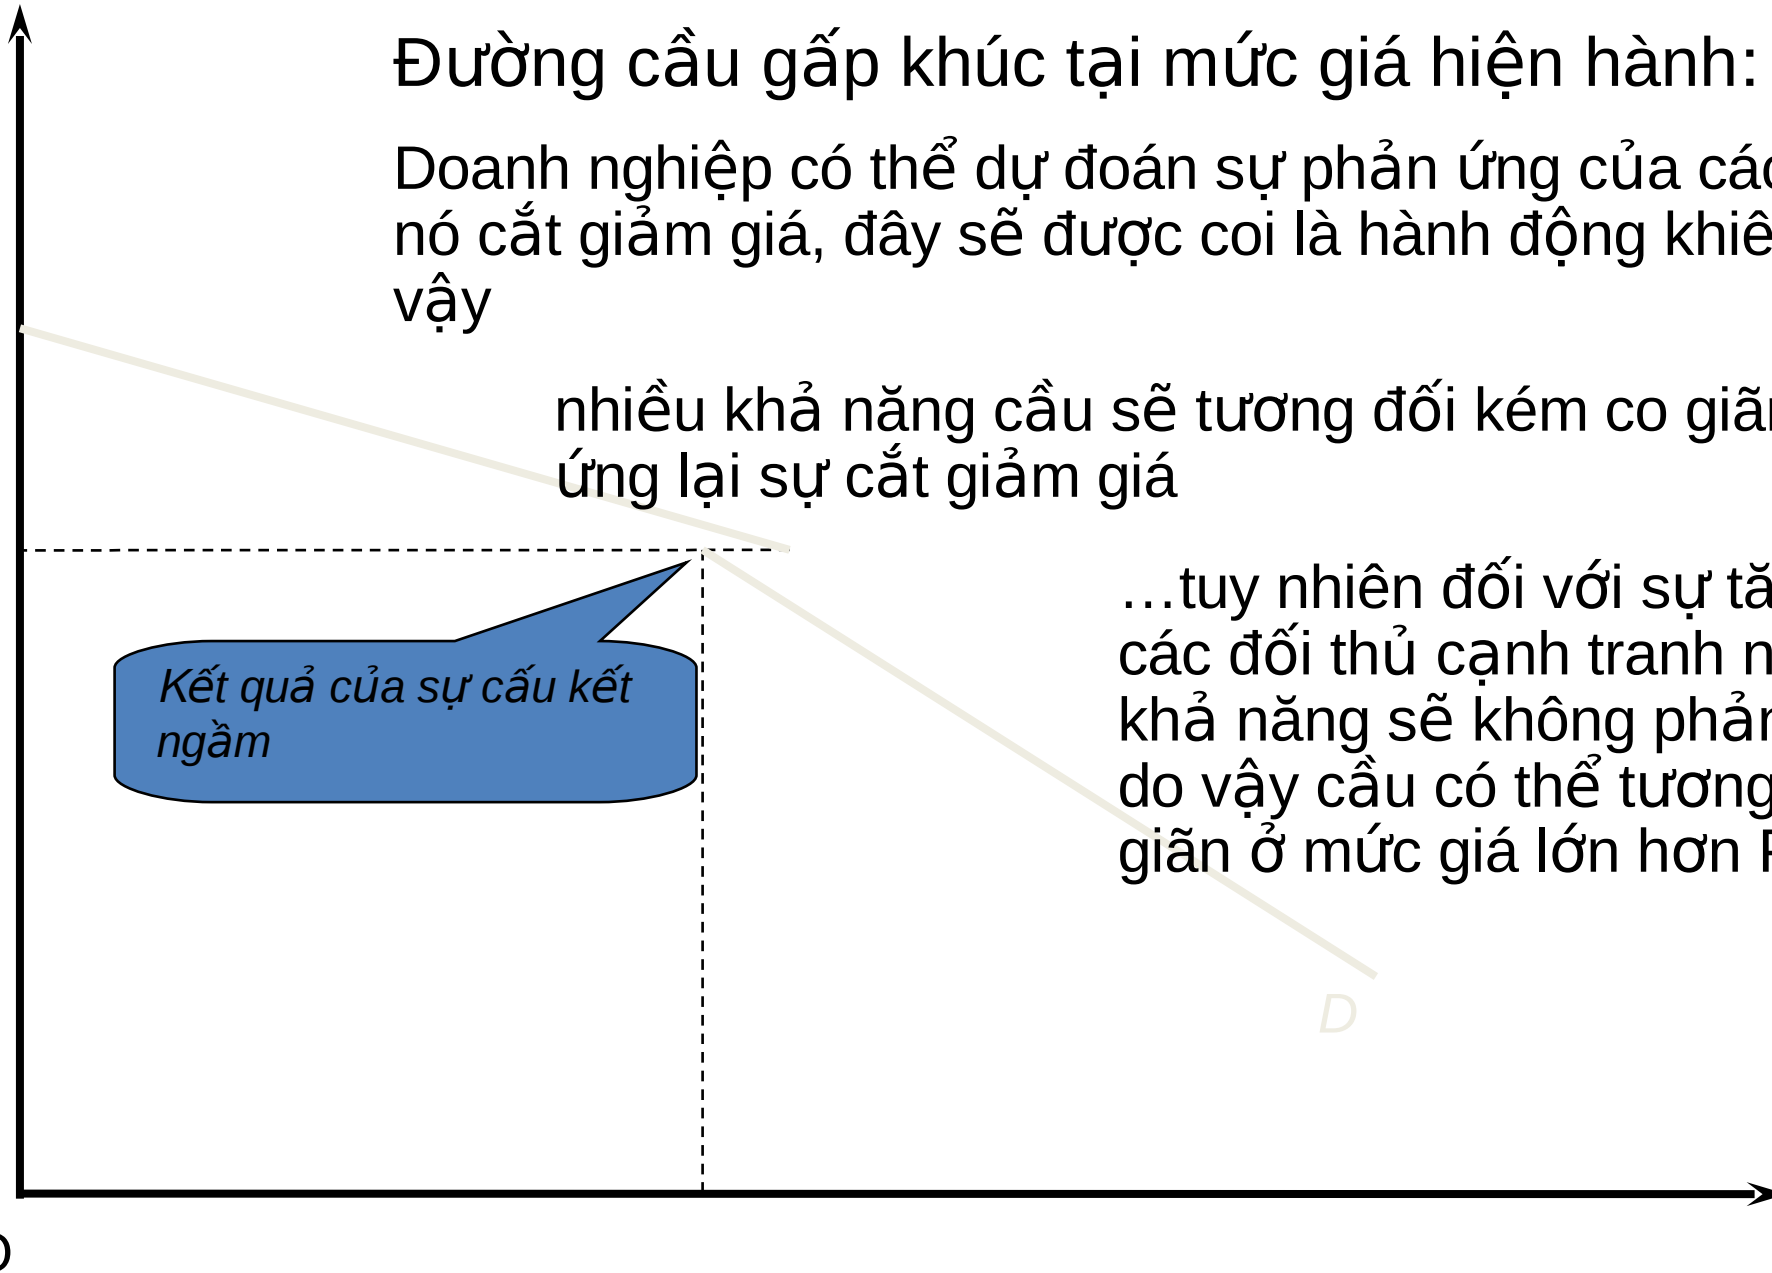 Đường cầu gấp khúc tại mức giá hiện hành:
Doanh nghiệp có thể dự đoán sự phản ứng của các
nó cắt giảm giá, đây sẽ được coi là hành động
vậy
nhiều khả năng cầu sẽ tương đối kém co giãn
ứng lại sự cắt giảm giá
…tuy nhiên đối với sự
các đối thủ cạnh tranh
khả năng sẽ không
do vậy cầu có thể tương
giãn ở mức giá lớn hơn
Kết quả của sự cấu kết
ngầm
D